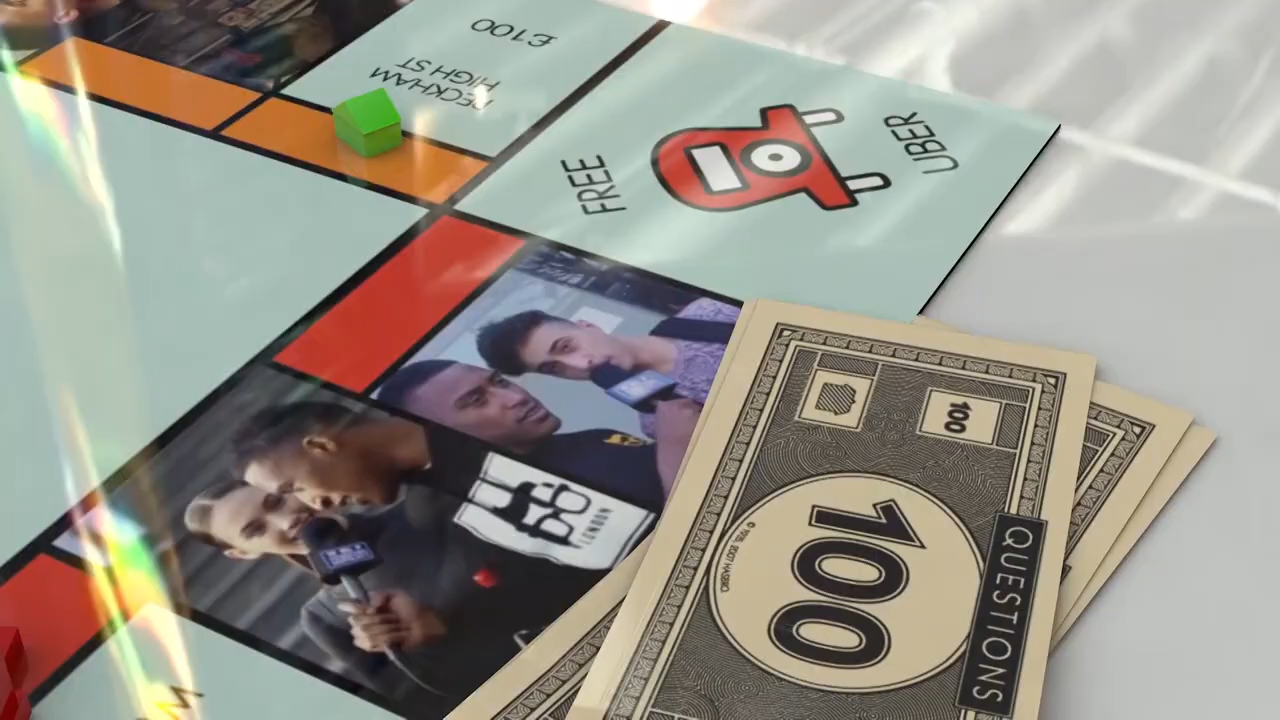 £100
PECKHAM
HIGH ST
FREE
UBER
LONDON
100
100
QUESTIONS